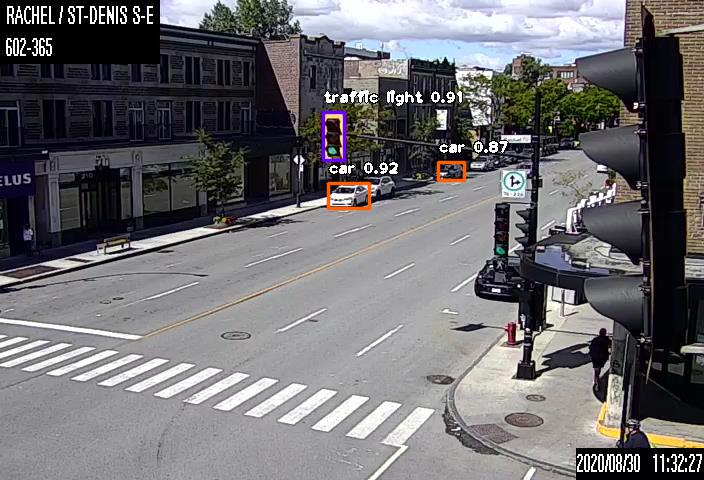 RACHEL / ST-DENIS S-E
602-365
traffic light 0.91
car 0.87
car 0.92
210
ELUS
2020/08/30 11:32:27